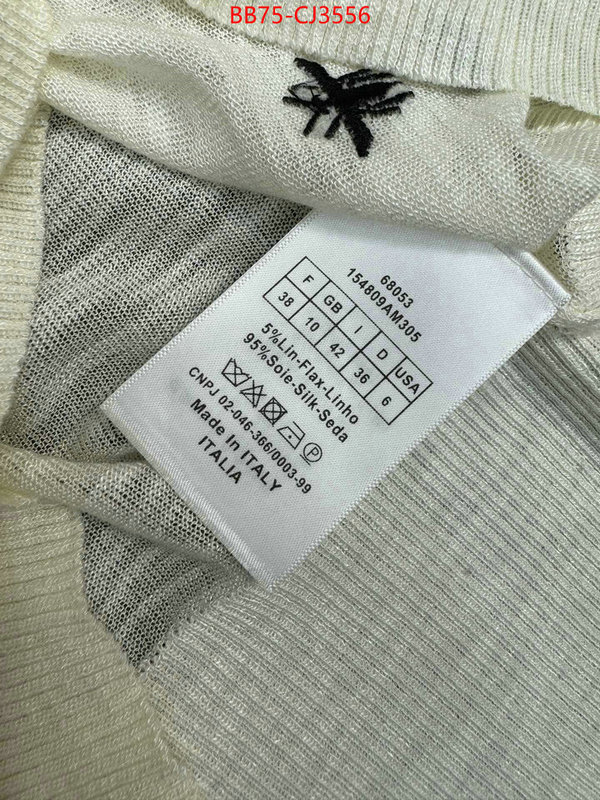 BB75-CJ3556
68053
154809AM305
F GB I D USA
38 10 42 36 6
5%Lin-Flax-Linho
95%Soie-Silk-Seda
CNPJ 02-046-366/0003-99
Made In ITALY
ITALIA